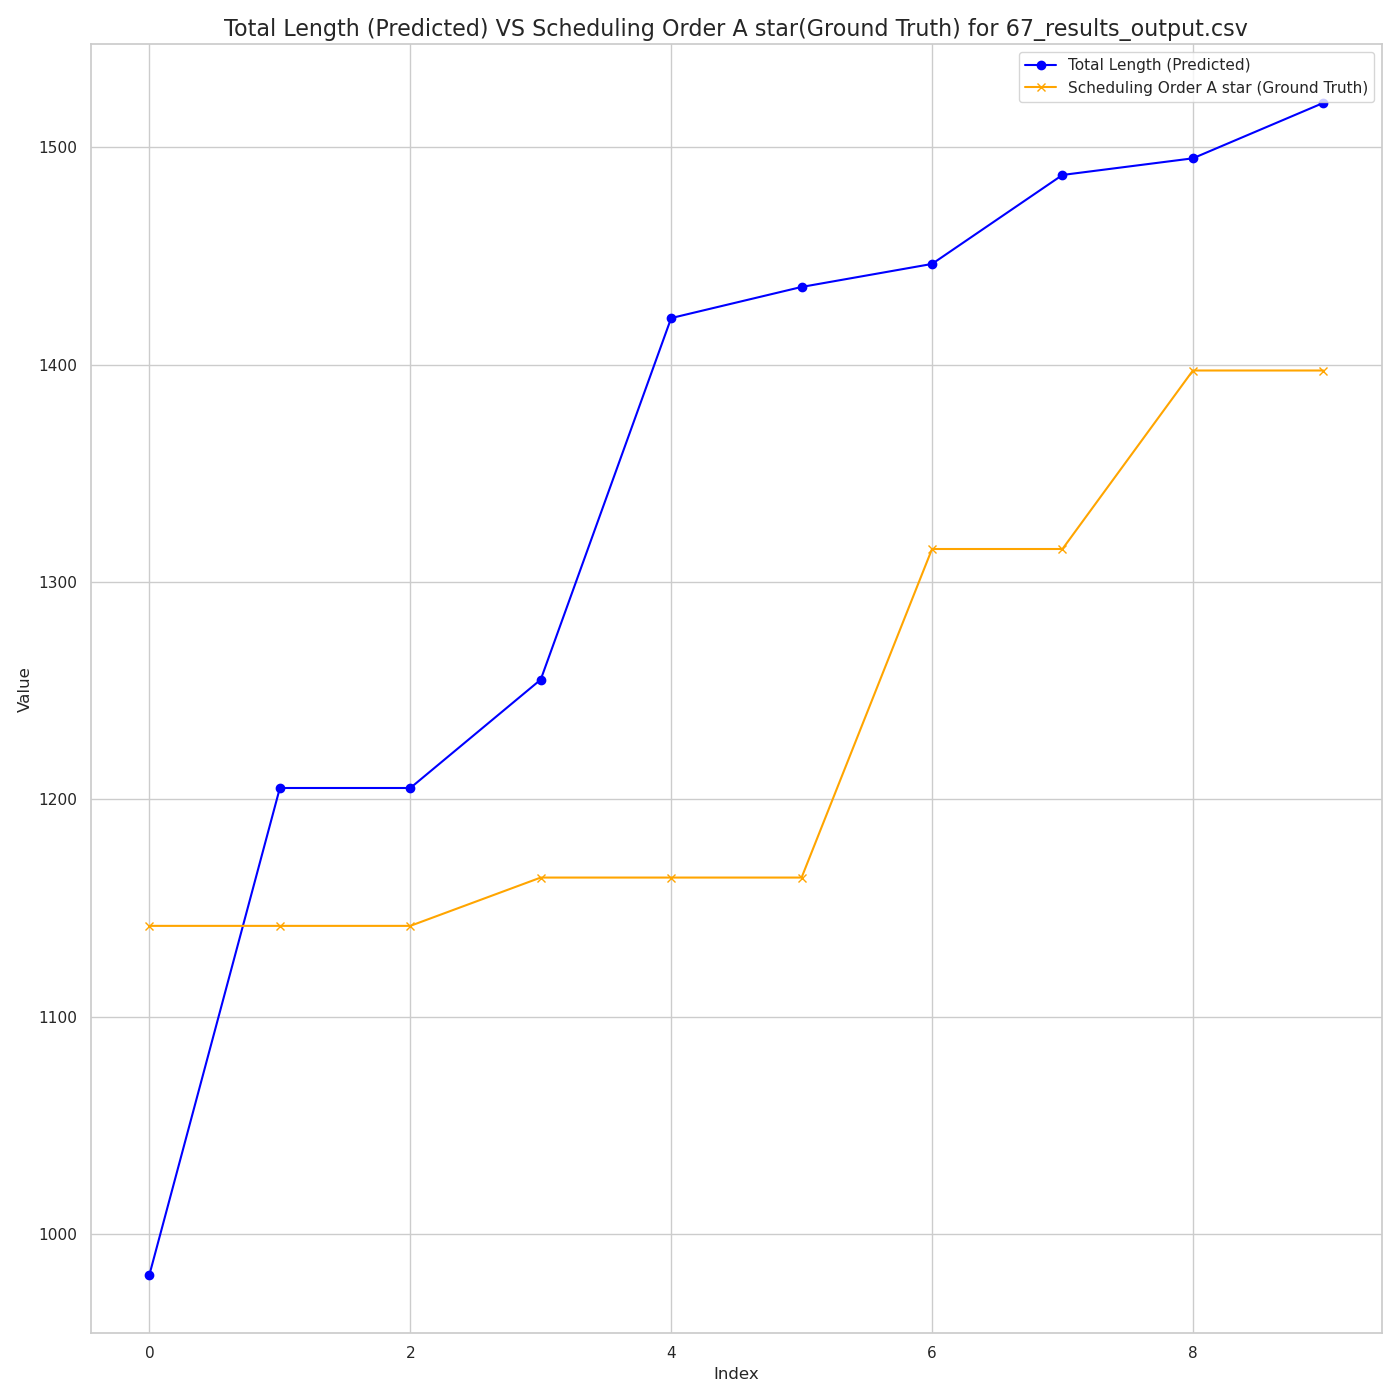 Total Length (Predicted) VS Scheduling Order A star(Ground Truth) for 67_results_output.csv
Total Length (Predicted)
Scheduling Order A star (Ground Truth)
1500
1400
1300
1200
1100
1000
Value
0 2 4 6 8
Index